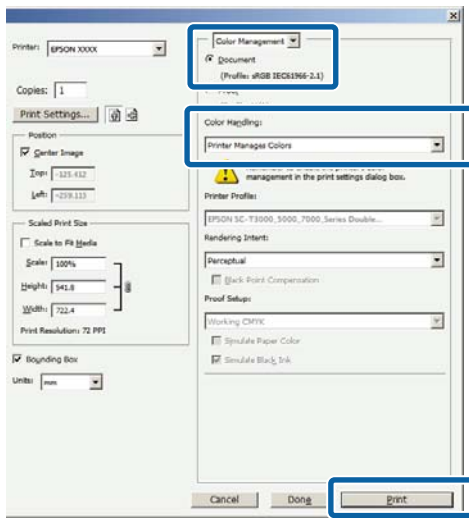 Printer: EPSON XXXX
Copies: 1
Print Settings...
Position
Center Image
Top: -125.412
Left: -259.113
Scaled Print Size
Scale to Fit Media
Scale: 100%
Height: 541.8
Width: 722.4
Print Resolution: 72 PPI
Bounding Box
Units: mm
Color Management
Document
(Profile: sRGB IEC61966-2.1)
Color Handling:
Printer Manages Colors
management in the print settings dialog box.
Printer Profile:
EPSON SC-T3000_5000_7000_Series Double...
Rendering Intent:
Perceptual
Black Point Compensation
Proof Setup:
Working CMYK
Simulate Paper Color
Simulate Black Ink
Cancel
Done
Print